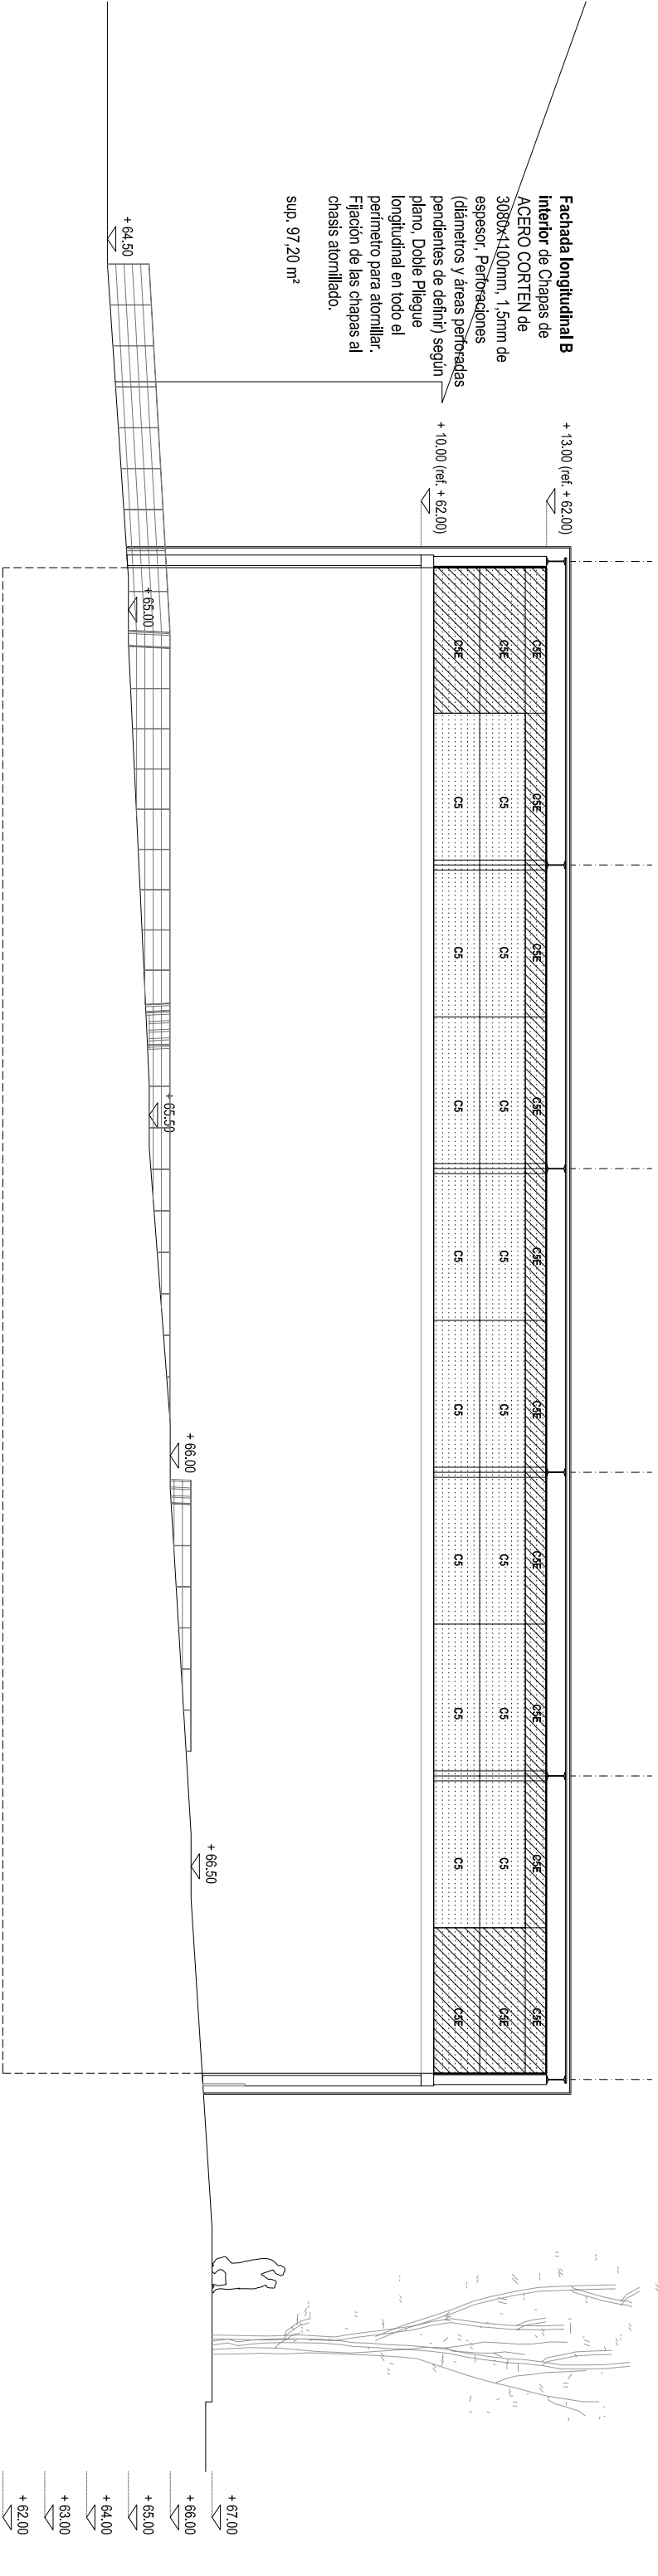 Fachada longitudinal B
interior de Chapas de
ACERO CORTEN de
3080x1100mm, 1,5mm de
espesor, Perforaciones
(diámetros y áreas perforadas
pendientes de definir) según
plano, Doble Pliegue
longitudinal en todo el
perímetro para atornillar.
Fijación de las chapas al
chasis atornillado.
sup. 97,20 m²
+ 13.00 (ref. + 62.00)
+ 10.00 (ref. + 62.00)
C5E
C5E
C5E
C5E
C5E
C5E
C5E
C5E
C5E
C5E
C5E
C5
C5
C5
C5
C5
C5
C5
C5
C5E
C5E
C5
C5
C5
C5
C5
C5
C5
C5
C5E
+ 64.50
+ 65.00
+ 65.50
+ 66.00
+ 66.50
+ 67.00
+ 66.00
+ 65.00
+ 64.00
+ 63.00
+ 62.00